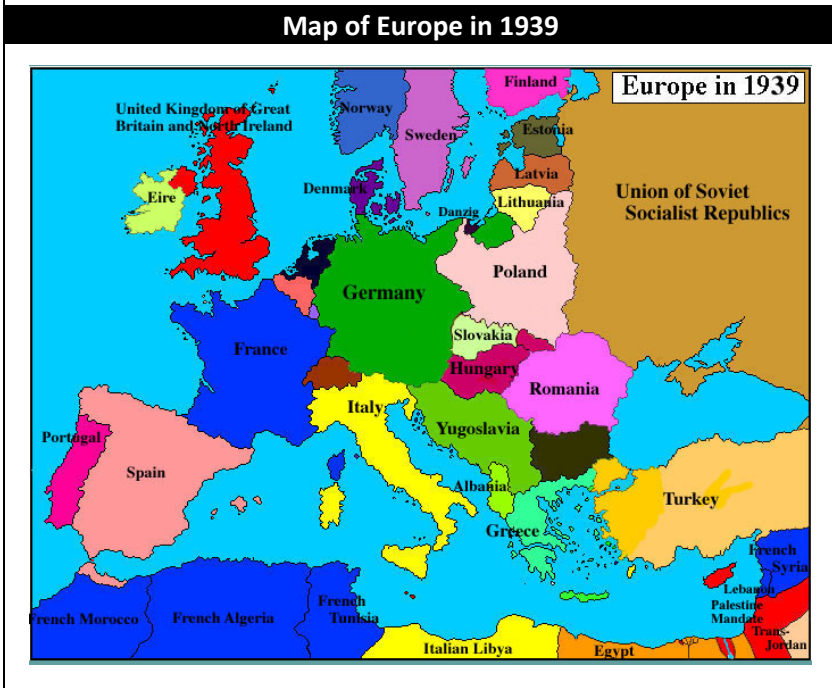 Map of Europe in 1939
Europe in 1939
Finland
United Kingdom of Great
Britain and North Ireland
Norway
Sweden
Estonia
Latvia
Denmark
Eire
Lithuania
Union of Soviet
Socialist Republics
Danzig
Poland
Germany
Slovakia
France
Hungary
Romania
Italy
Yugoslavia
Portugal
Spain
Albania
Turkey
Greece
French
Syria
Lebanon
Palestine
Mandate
French Morocco
French Algeria
French
Tunisia
Trans-
Jordan
Italian Libya
Egypt